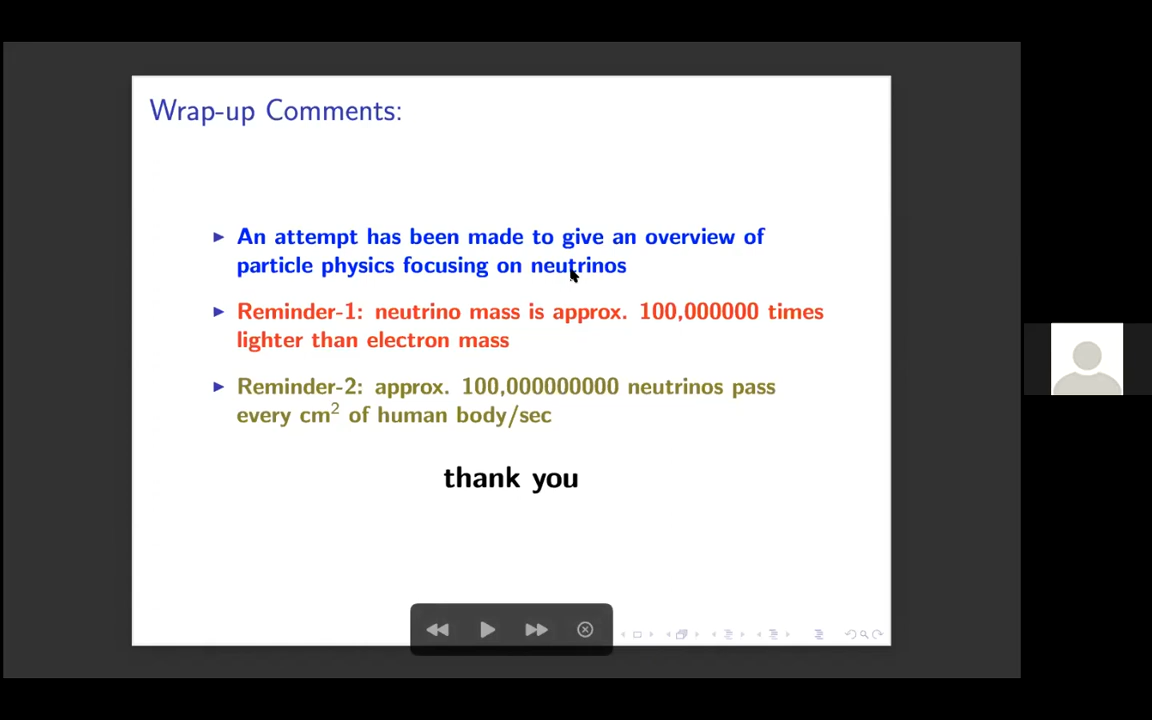 Wrap-up Comments:
An attempt has been made to give an overview of
particle physics focusing on neutrinos
Reminder-1: neutrino mass is approx. 100,000000 times
lighter than electron mass
Reminder-2: approx. 100,000000000 neutrinos pass
every cm² of human body/sec
thank you